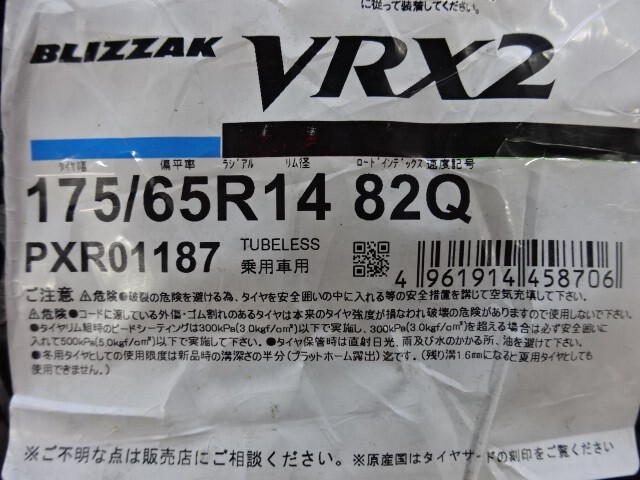 に従って装着してください。
BLIZZAK VRX2
タイヤ幅 偏平率 ラジアル リム径 ロードインデックス 速度記号
175/65R14 82Q
PXR01187 TUBELESS 乗用車用
4 961914 458706
ご注意 ⚠危険●破裂の危険を避ける為、タイヤを安全囲いの中に入れる等の安全措置を講じて空気充填して下さい。
⚠危険●コードに達している外傷・ゴム割れのあるタイヤは本来のタイヤ強度が損なわれ破壊の危険がありますので使用しないで下さい。
●タイヤリム組時のビードシーティングは300kPa(3.0kgf/cm²)以下で実施し、300kPa(3.0kgf/cm²)を超える場合は必ず安全囲いに
入れて500kPa(5.0kgf/cm²)以下で実施して下さい。●タイヤ保管時は直射日光、雨及び水のかかる所、油を避けて下さい。
●冬用タイヤとしての使用限度は新品時の溝深さの半分(プラットホーム露出)迄です。(残り溝1.6mmになると夏用タイヤとしても
使用できません。)
※ご不明な点は販売店にご相談ください。 ※原産国はタイヤサイドの刻印をご覧ください